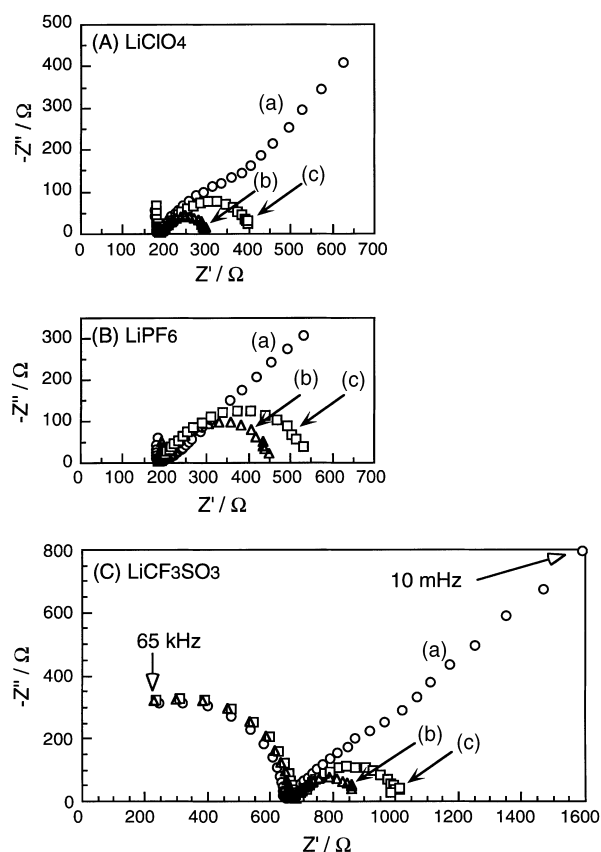 500
(A) LiClO4
400
(a)
300
-Z" / Ω
200
(b)
(c)
100
0
0 100 200 300 400 500 600 700
Z' / Ω
(B) LiPF6
(a)
300
-Z" / Ω
200
(b)
(c)
100
0
0 100 200 300 400 500 600 700
Z' / Ω
800
(C) LiCF3SO3
10 mHz
600
65 kHz
(a)
-Z" / Ω
400
(b)
(c)
200
0
0 200 400 600 800 1000 1200 1400 1600
Z' / Ω